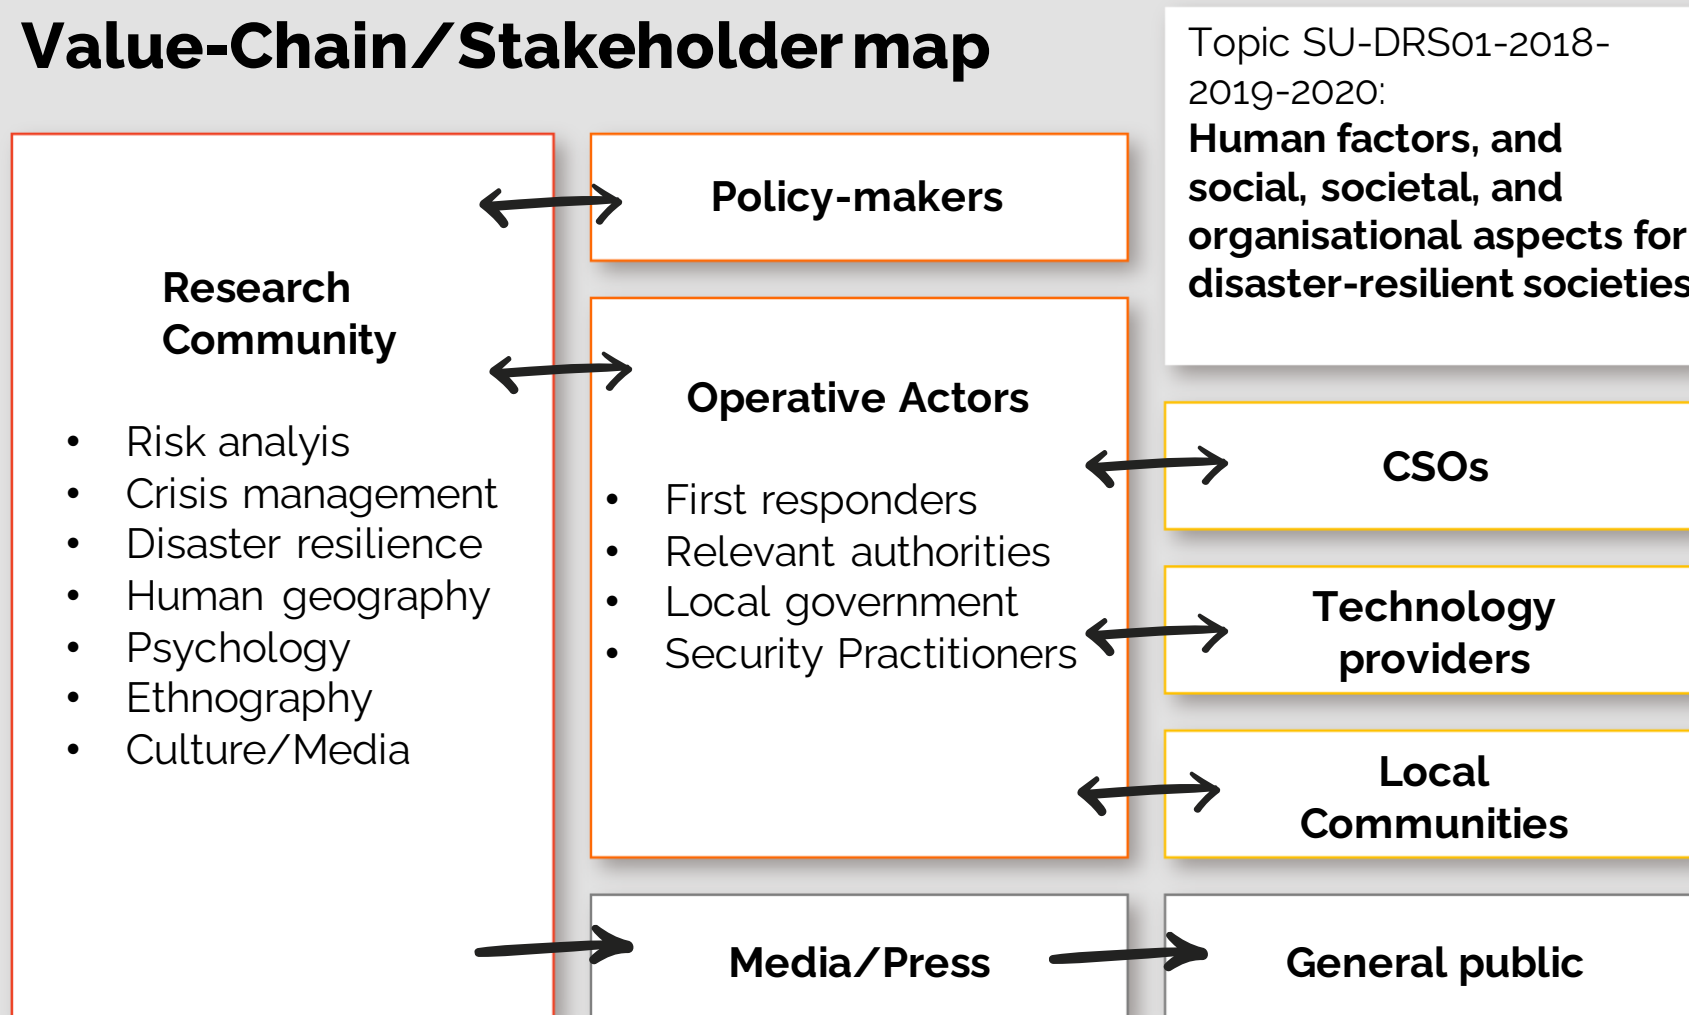 Value-Chain/Stakeholder map
Topic SU-DRS01-2018-
2019-2020:
Human factors, and
social, societal, and
organisational aspects for
disaster-resilient societies
Research
Community
• Risk analyis
• Crisis management
• Disaster resilience
• Human geography
• Psychology
• Ethnography
• Culture/Media
Policy-makers
Operative Actors
• First responders
• Relevant authorities
• Local government
• Security Practitioners
CSOs
Technology
providers
Local
Communities
Media/Press
General public